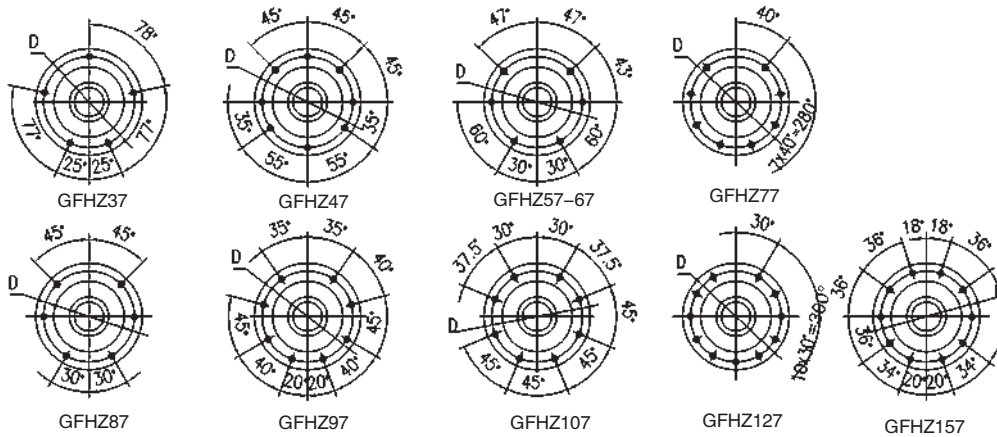 78°
D
77°
77°
25° 25°
GFHZ37
45° 45°
D
45°
35°
35°
55° 55°
GFHZ47
47° 47°
D
43°
60°
60°
30° 30°
GFHZ57–67
40°
D
7x40°=280°
GFHZ77
45° 45°
D
30° 30°
GFHZ87
35° 35°
D
40°
45°
45°
40°
40°
20° 20°
GFHZ97
30° 30°
37.5°
37.5°
D
45°
45°
45°
45°
GFHZ107
30°
D
10x30°=300°
GFHZ127
18° 18°
36°
36°
36°
36°
34°
34°
20° 20°
GFHZ157